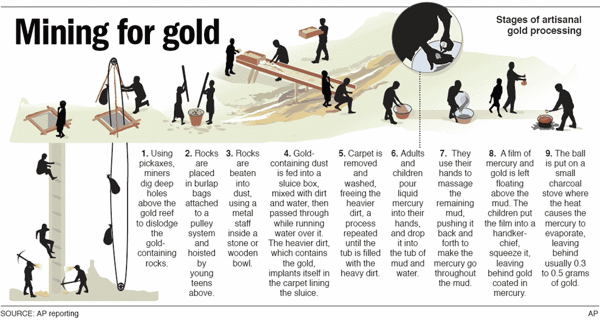 Mining for gold
Stages of artisanal
gold processing
1. Using
pickaxes,
miners
dig deep
holes
above the
gold reef
to dislodge
the
gold-
containing
rocks.
2. Rocks
are
placed in
burlap
bags
attached
to a
pulley
system
and
hoisted
by
young
teens
above.
3. Rocks
are
beaten
into
dust,
using a
metal
staff
inside a
stone or
wooden
bowl.
4. Gold-
containing dust
is fed into a
sluice box,
mixed with dirt
and water, then
passed through
while running
water over it.
The heavier dirt,
which contains
the gold,
implants itself in
the carpet lining
the sluice.
5. Carpet is
removed
and
washed,
freeing the
heavier
dirt, a
process
repeated
until the
tub is filled
with the
heavy dirt.
6. Adults
and
children
pour
liquid
mercury
into their
hands,
and drop
it into
the tub
of mud
and
water.
7. They
use their
hands to
massage
the
remaining
mud,
pushing it
back and
forth to
make the
mercury go
throughout
the mud.
8. A film of
mercury and
gold is left
floating
above the
mud. The
children put
the film into
a handker-
chief,
squeeze it,
leaving
behind gold
coated in
mercury.
9. The ball
is put on a
small
charcoal
stove where
the heat
causes the
mercury to
evaporate,
leaving
behind
usually 0.3
to 0.5 grams
of gold.
SOURCE: AP reporting
AP